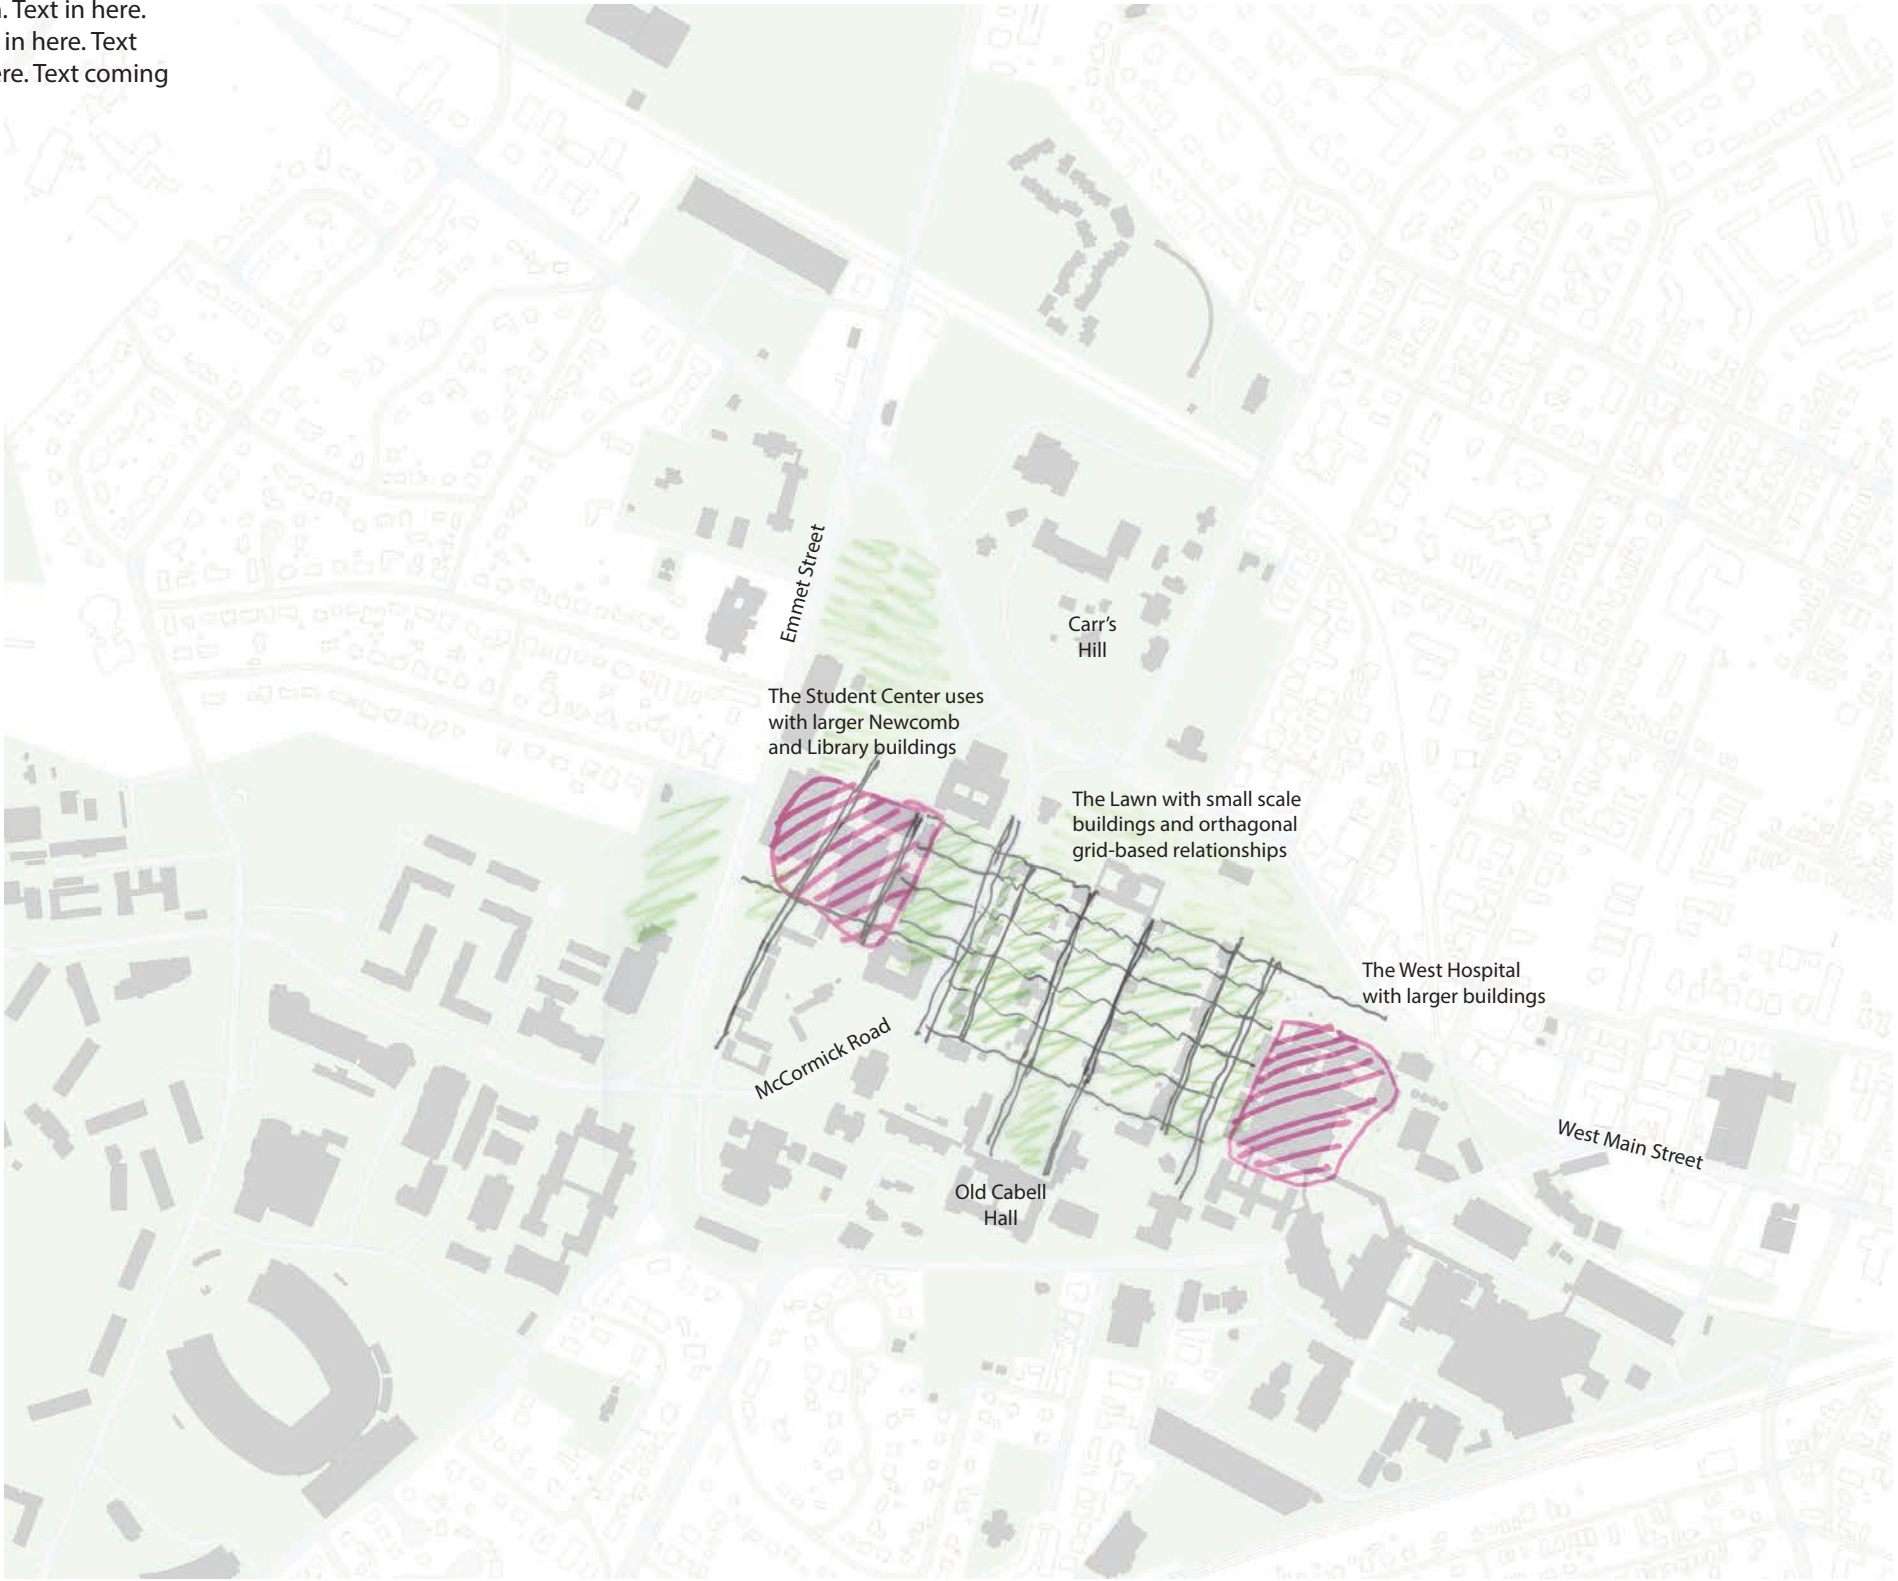 . Text in here.
in here. Text
ere. Text coming
Emmet Street
Carr's
Hill
The Student Center uses
with larger Newcomb
and Library buildings
The Lawn with small scale
buildings and orthagonal
grid-based relationships
The West Hospital
with larger buildings
McCormick Road
West Main Street
Old Cabell
Hall